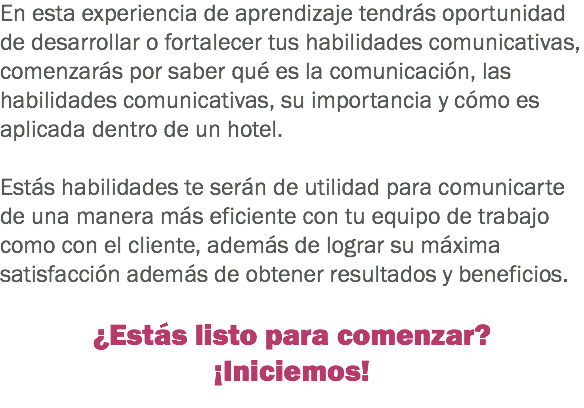 En esta experiencia de aprendizaje tendrás oportunidad
de desarrollar o fortalecer tus habilidades comunicativas,
comenzarás por saber qué es la comunicación, las
habilidades comunicativas, su importancia y cómo es
aplicada dentro de un hotel.
Estás habilidades te serán de utilidad para comunicarte
de una manera más eficiente con tu equipo de trabajo
como con el cliente, además de lograr su máxima
satisfacción además de obtener resultados y beneficios.
¿Estás listo para comenzar?
¡Iniciemos!